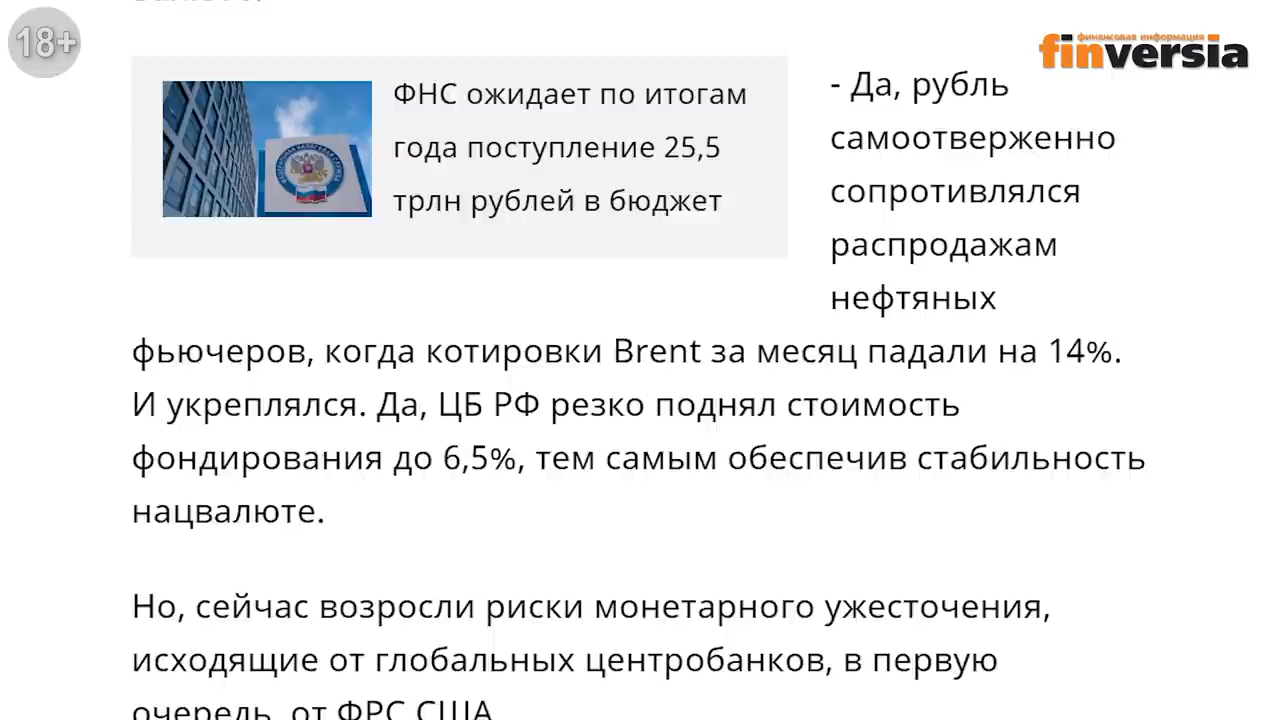 18+
финансовая информация
finversia
ФНС ожидает по итогам
года поступление 25,5
трлн рублей в бюджет
- Да, рубль
самоотверженно
сопротивлялся
распродажам
нефтяных
фьючеров, когда котировки Brent за месяц падали на 14%.
И укреплялся. Да, ЦБ РФ резко поднял стоимость
фондирования до 6,5%, тем самым обеспечив стабильность
нацвалюте.
Но, сейчас возросли риски монетарного ужесточения,
исходящие от глобальных центробанков, в первую
очередь, от ФРС США